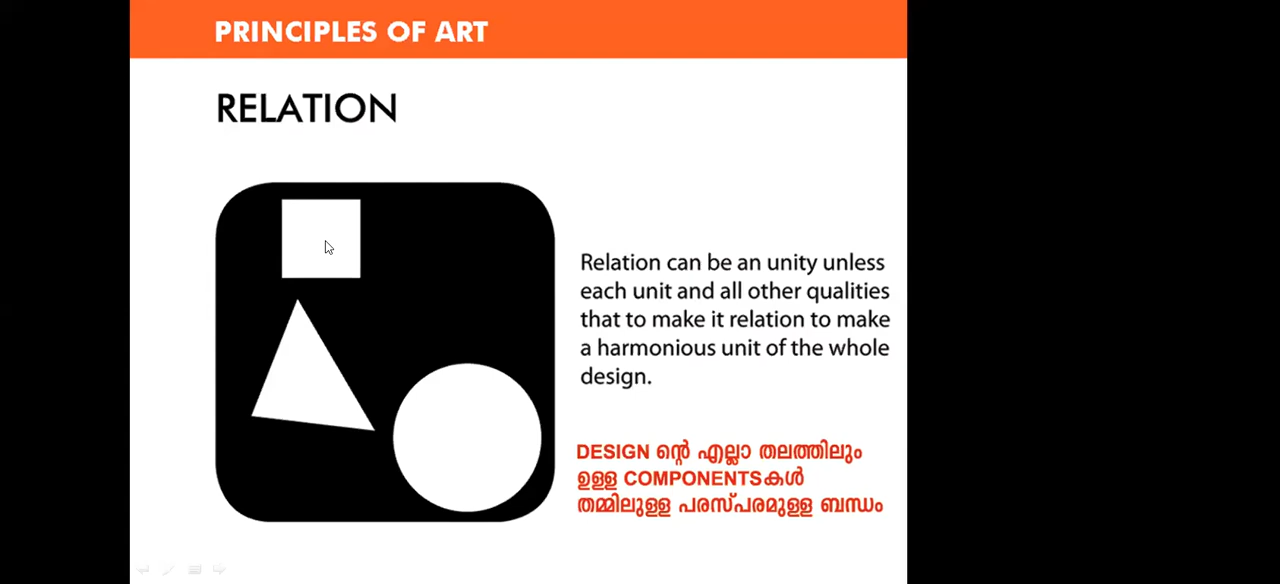 PRINCIPLES OF ART
RELATION
Relation can be an unity unless
each unit and all other qualities
that to make it relation to make
a harmonious unit of the whole
design.
DESIGN ന്റെ എല്ലാ തലത്തിലും
ഉള്ള COMPONENTSകൾ
തമ്മിലുള്ള പരസ്പരമുള്ള ബന്ധം